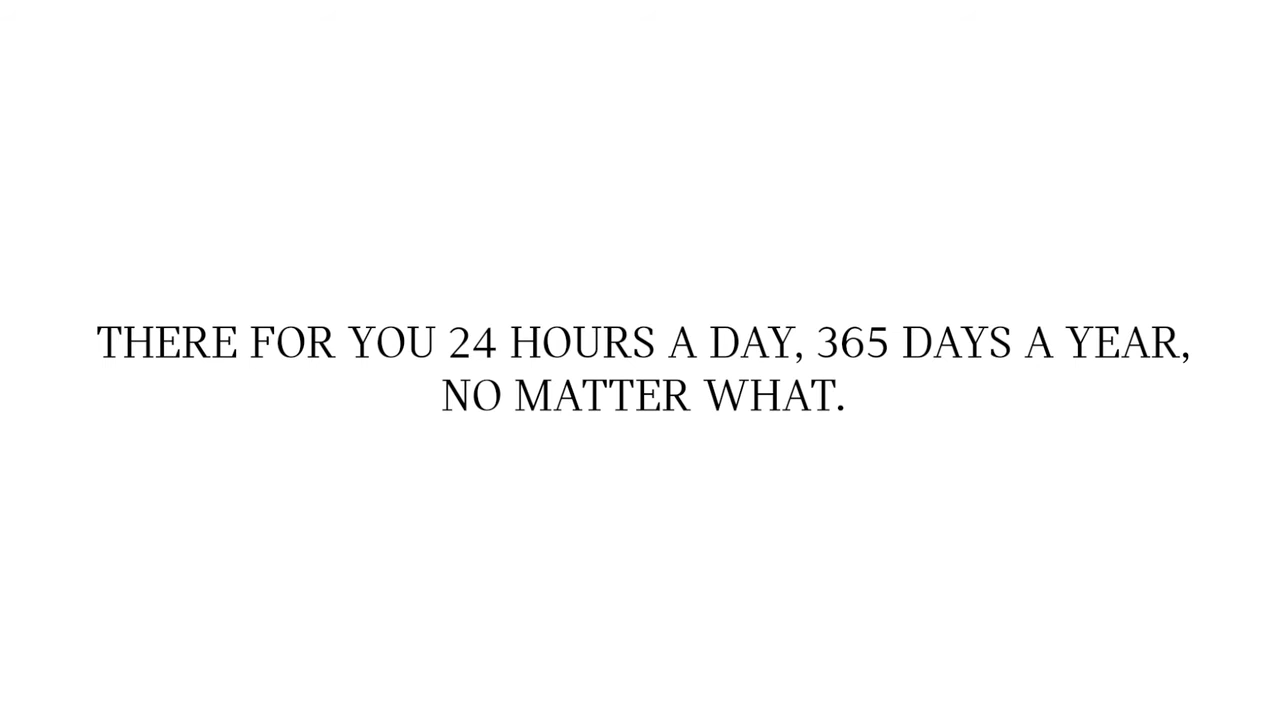 THERE FOR YOU 24 HOURS A DAY, 365 DAYS A YEAR,
NO MATTER WHAT.